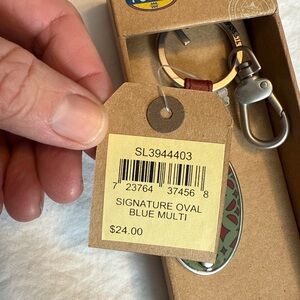 SL3944403
7 23764 37456 8
SIGNATURE OVAL
BLUE MULTI
$24.00